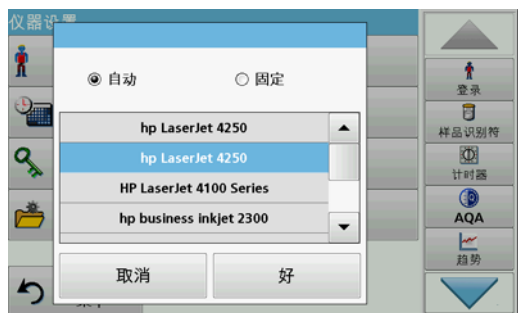 仪器设
自动
固定
hp LaserJet 4250
hp LaserJet 4250
HP LaserJet 4100 Series
hp business inkjet 2300
取消
好
登录
样品识别符
计时器
AQA
趋势